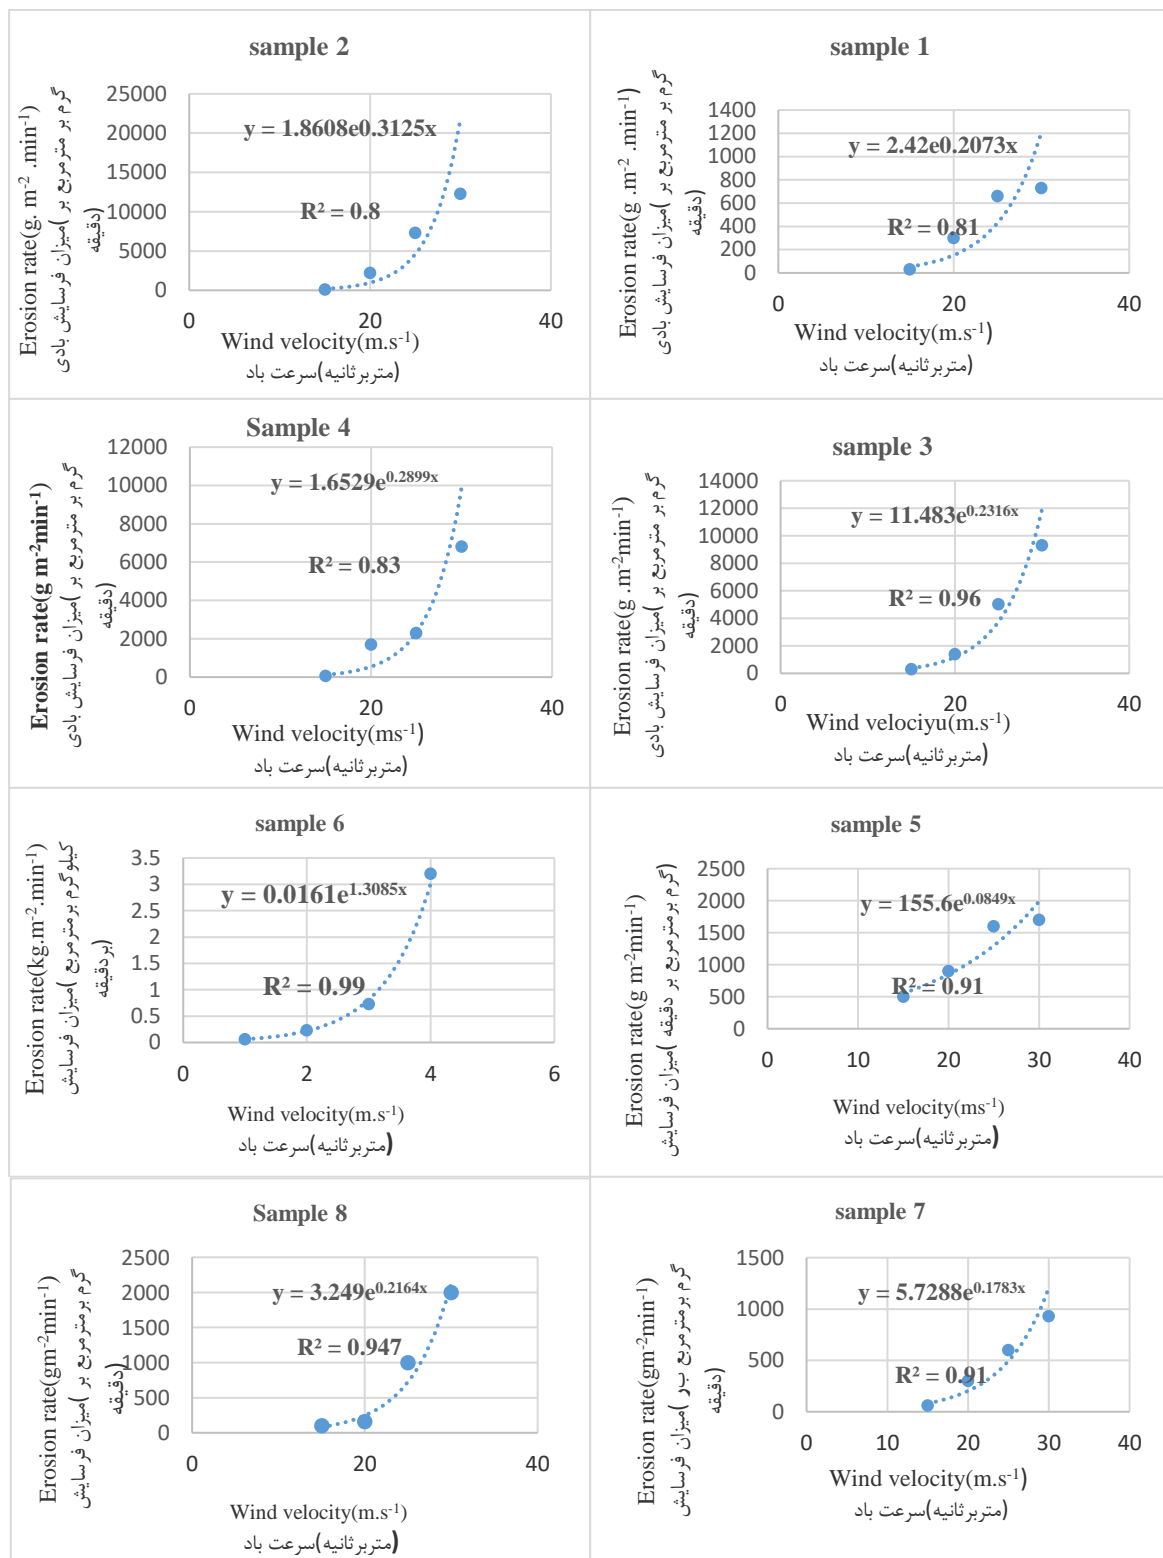 sample 2
25000
20000
15000
10000
5000
0
0
20
40
y = 1.8608e0.3125x
R² = 0.8
Erosion rate(g. m-2 .min-1)
گرم بر مترمربع بر )میزان فرسایش بادی
(دقیقه
Wind velocity(m.s-1)
(متربرثانیه)سرعت باد
sample 1
1400
1200
1000
800
600
400
200
0
0
20
40
y = 2.42e0.2073x
R² = 0.81
Erosion rate(g .m-2 .min-1)
گرم بر مترمربع بر )میزان فرسایش بادی
(دقیقه
Wind velocity(m.s-1)
(متربرثانیه)سرعت باد
Sample 4
12000
10000
8000
6000
4000
2000
0
0
20
40
y = 1.6529e0.2899x
R² = 0.83
Erosion rate(g m-2min-1)
گرم بر مترمربع بر )میزان فرسایش بادی
(دقیقه
Wind velocity(ms-1)
(متربرثانیه)سرعت باد
sample 3
14000
12000
10000
8000
6000
4000
2000
0
0
20
40
y = 11.483e0.2316x
R² = 0.96
Erosion rate(g .m-2min-1)
گرم بر مترمربع بر )میزان فرسایش بادی
(دقیقه
Wind velociyu(m.s-1)
(متربرثانیه)سرعت باد
sample 6
3.5
3
2.5
2
1.5
1
0.5
0
0
2
4
6
y = 0.0161e1.3085x
R² = 0.99
Erosion rate(kg.m-2.min-1)
کیلوگرم برمترمربع )میزان فرسایش
(بردقیقه
Wind velocity(m.s-1)
(متربرثانیه)سرعت باد
sample 5
2500
2000
1500
1000
500
0
0
10
20
30
40
y = 155.6e0.0849x
R² = 0.91
Erosion rate(g m-2min-1)
(گرم برمترمربع بر دقیقه )میزان فرسایش
Wind velocity(ms-1)
(متربرثانیه)سرعت باد
Sample 8
2500
2000
1500
1000
500
0
0
20
40
y = 3.249e0.2164x
R² = 0.947
Erosion rate(gm-2min-1)
گرم برمترمربع بر )میزان فرسایش
(دقیقه
Wind velocity(m.s-1)
(متربرثانیه)سرعت باد
sample 7
1500
1000
500
0
0
10
20
30
40
y = 5.7288e0.1783x
R² = 0.91
Erosion rate(gm-2min-1)
گرم برمترمربع ب ر )میزان فرسایش
(دقیقه
Wind velocity(m.s-1)
(متربرثانیه)سرعت باد